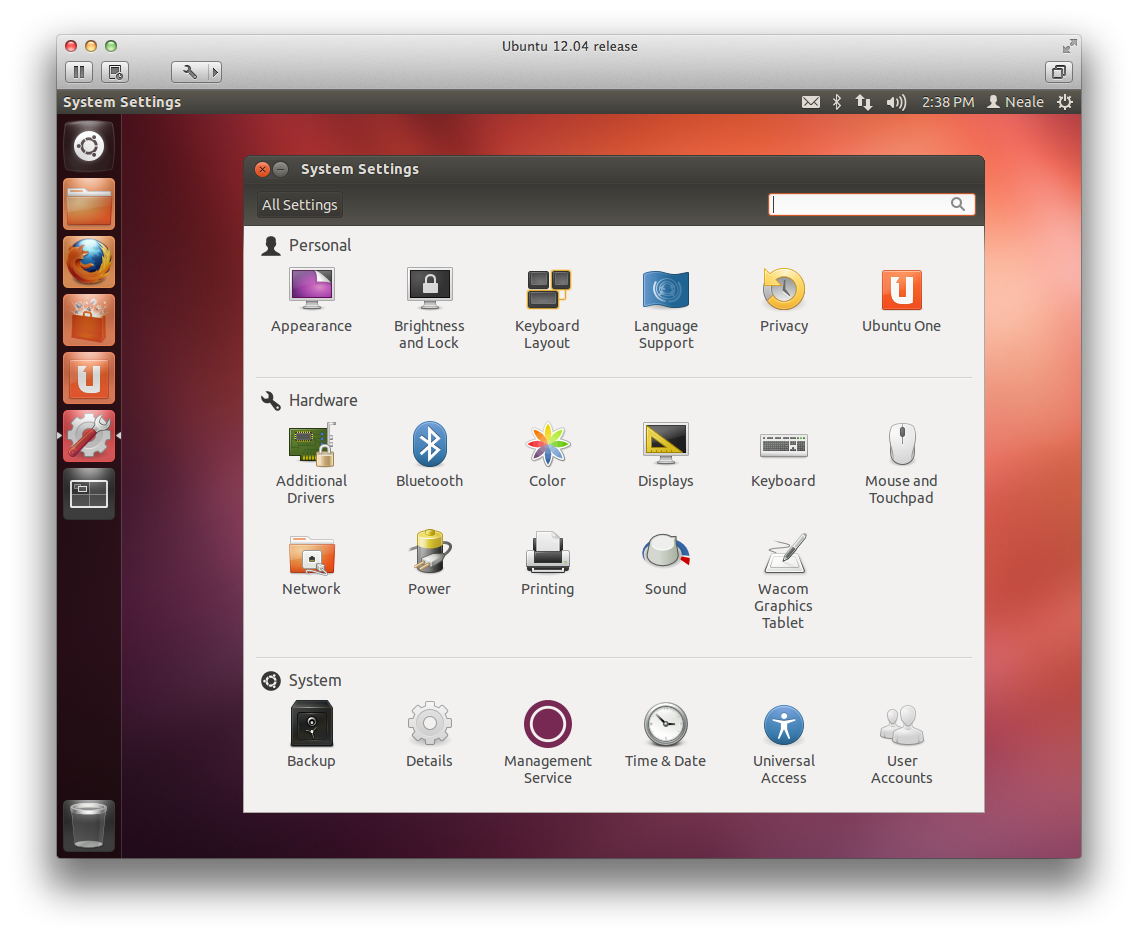 Ubuntu 12.04 release
System Settings
2:38 PM Neale
System Settings
All Settings
Personal
Appearance
Brightness
and Lock
Keyboard
Layout
Language
Support
Privacy
Ubuntu One
Hardware
Additional
Drivers
Bluetooth
Color
Displays
Keyboard
Mouse and
Touchpad
Network
Power
Printing
Sound
Wacom
Graphics
Tablet
System
Backup
Details
Management
Service
Time & Date
Universal
Access
User
Accounts